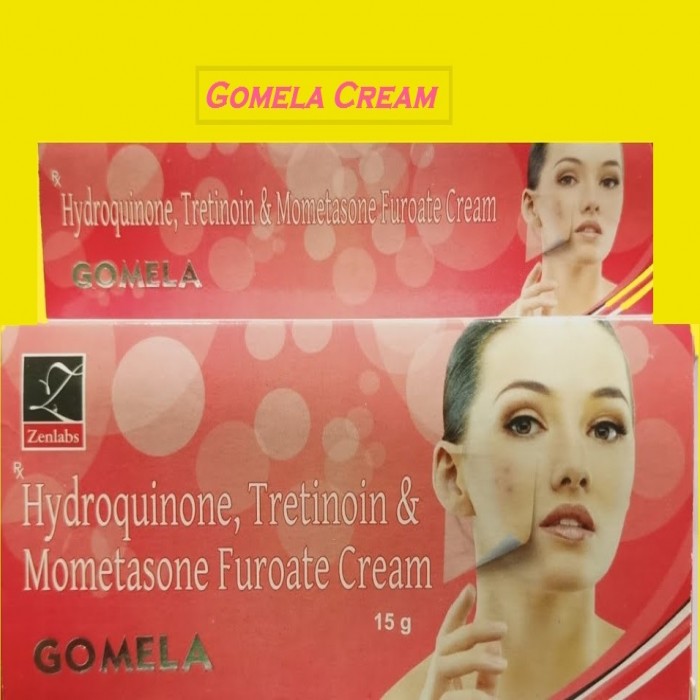 GOMELA CREAM
Rx
Hydroquinone, Tretinoin & Mometasone Furoate Cream
GOMELA
Zenlabs
Rx
Hydroquinone, Tretinoin &
Mometasone Furoate Cream
15 g
GOMELA